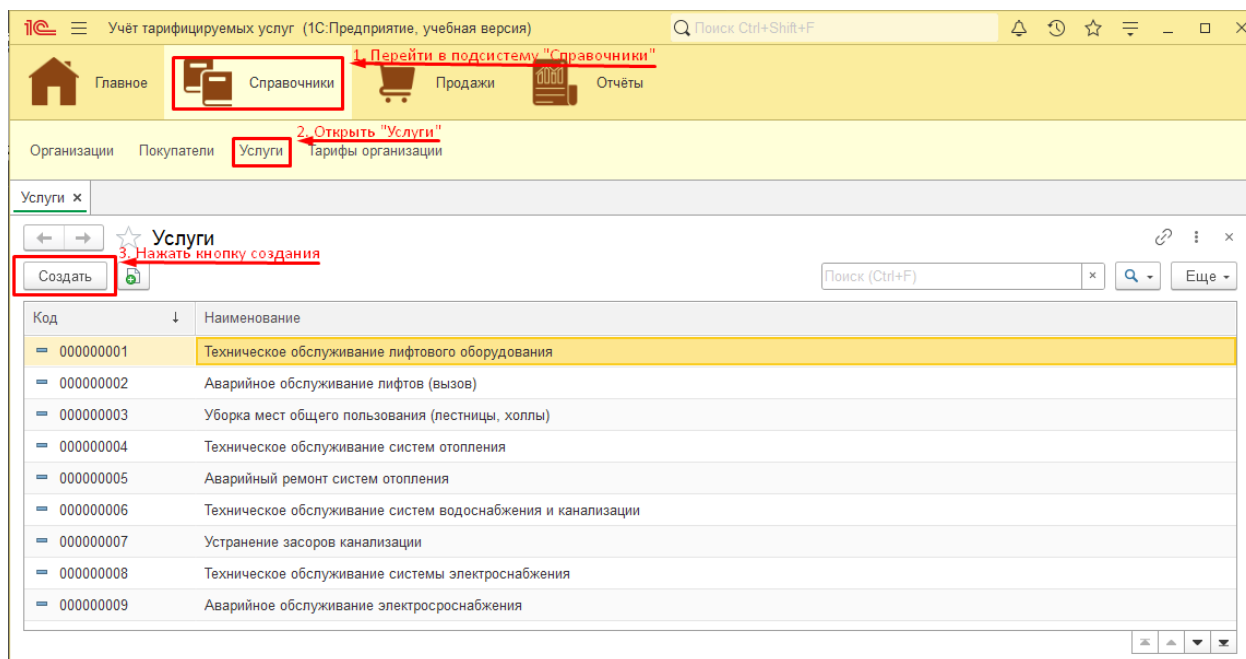 1С Учёт тарифицируемых услуг (1С:Предприятие, учебная версия) Поиск Ctrl+Shift+F
1. Перейти в подсистему "Справочники"
Главное Справочники Продажи Отчёты
2. Открыть "Услуги"
Организации Покупатели Услуги Тарифы организации
Услуги
Услуги
3. Нажать кнопку создания
Создать Поиск (Ctrl+F) Еще
Код Наименование
000000001 Техническое обслуживание лифтового оборудования
000000002 Аварийное обслуживание лифтов (вызов)
000000003 Уборка мест общего пользования (лестницы, холлы)
000000004 Техническое обслуживание систем отопления
000000005 Аварийный ремонт систем отопления
000000006 Техническое обслуживание систем водоснабжения и канализации
000000007 Устранение засоров канализации
000000008 Техническое обслуживание системы электроснабжения
000000009 Аварийное обслуживание электросроснабжения